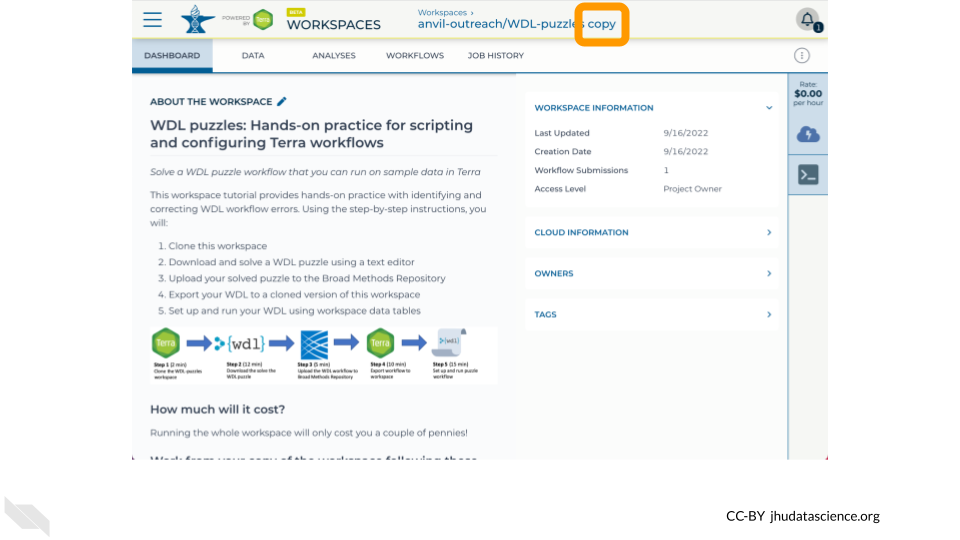 POWERED BY Terra
BETA
WORKSPACES
Workspaces ›
anvil-outreach/WDL-puzzles copy
1
DASHBOARD DATA ANALYSES WORKFLOWS JOB HISTORY
Rate:
$0.00
per hour
ABOUT THE WORKSPACE
WDL puzzles: Hands-on practice for scripting
and configuring Terra workflows
Solve a WDL puzzle workflow that you can run on sample data in Terra
This workspace tutorial provides hands-on practice with identifying and
correcting WDL workflow errors. Using the step-by-step instructions, you
will:
1. Clone this workspace
2. Download and solve a WDL puzzle using a text editor
3. Upload your solved puzzle to the Broad Methods Repository
4. Export your WDL to a cloned version of this workspace
5. Set up and run your WDL using workspace data tables
Terra {wdl} Terra {wdl}
Step 1 (2 min)
Clone the WDL puzzles
workspace
Step 2 (12 min)
Download the solve the
WDL puzzle
Step 3 (5 min)
Upload the WDL workflow to
Broad Methods Repository
Step 4 (10 min)
Export workflow to
workspace
Step 5 (15 min)
Set up and run puzzle
workflow
How much will it cost?
Running the whole workspace will only cost you a couple of pennies!
Work from your copy of the workspace following these
WORKSPACE INFORMATION
Last Updated 9/16/2022
Creation Date 9/16/2022
Workflow Submissions 1
Access Level Project Owner
CLOUD INFORMATION
OWNERS
TAGS
CC-BY jhudatascience.org